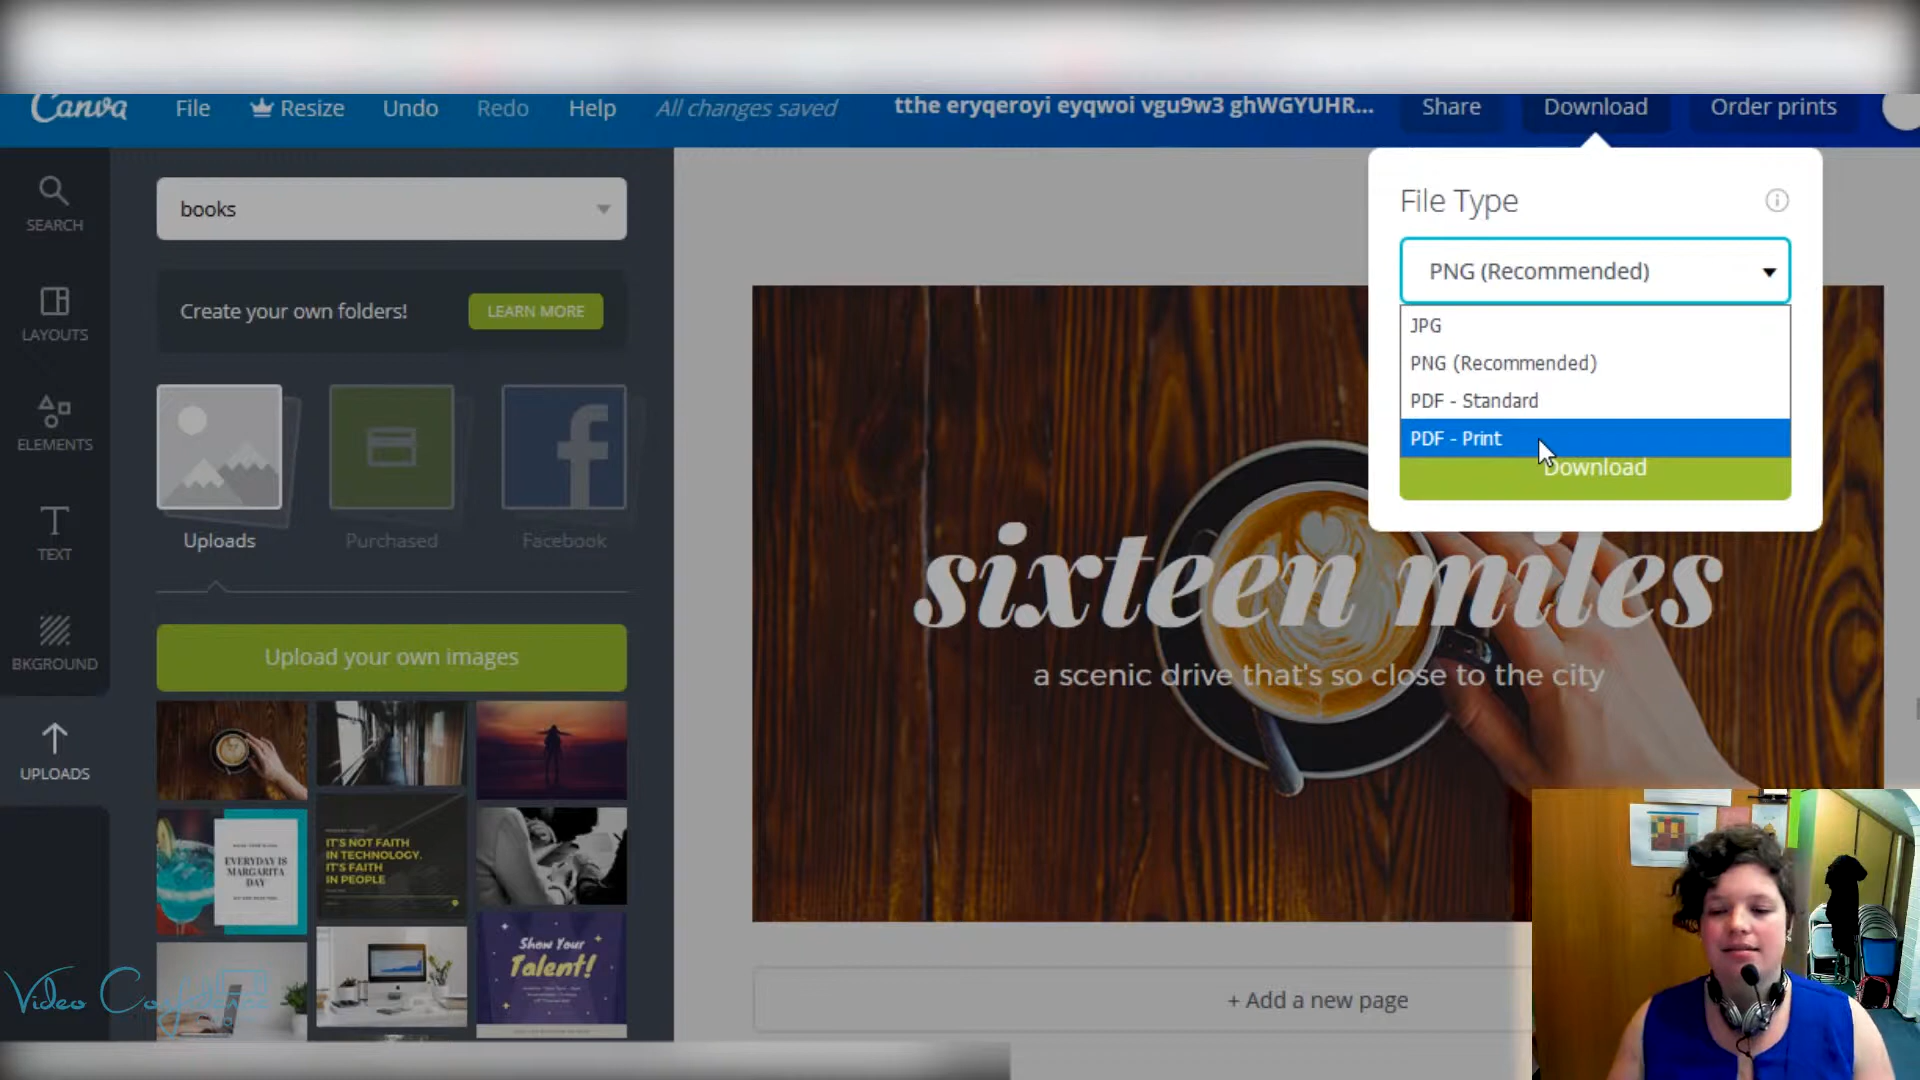 Canva File Resize Undo Redo Help All changes saved tthe eryqeroyi eyqwoi vgu9w3 ghWGYUHR... Share Download Order prints
SEARCH
LAYOUTS
ELEMENTS
TEXT
BKGROUND
UPLOADS
books
Create your own folders! LEARN MORE
Uploads Purchased Facebook
Upload your own images
EVERYDAY IS
MARGARITA
DAY
IT'S NOT FAITH
IN TECHNOLOGY.
IT'S FAITH
IN PEOPLE
Show Your
Talent!
File Type
PNG (Recommended)
JPG
PNG (Recommended)
PDF - Standard
PDF - Print
Download
sixteen miles
a scenic drive that's so close to the city
+ Add a new page
Video